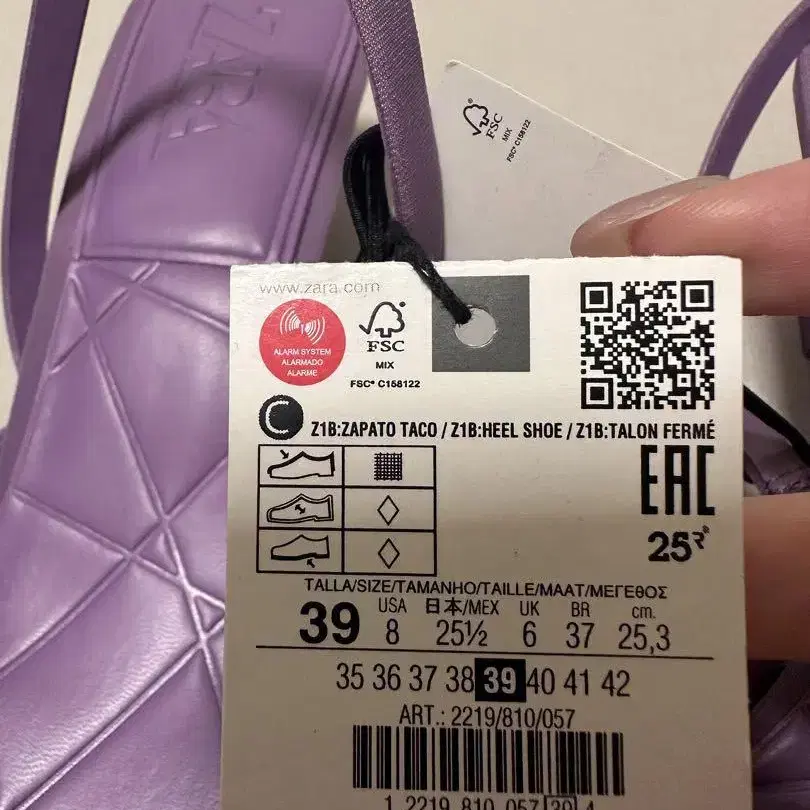 ZARA
FSC
MIX
FSC® C158122
www.zara.com
ALARM SYSTEM
ALARMADO
ALARME
FSC
MIX
FSC® C158122
C
Z1B:ZAPATO TACO / Z1B:HEEL SHOE / Z1B:TALON FERMÉ
EAC
25
TALLA/SIZE/TAMANHO/TAILLE/MAAT/ΜΕΓΕΘΟΣ
USA 日本/MEX UK BR cm.
39 8 25½ 6 37 25,3
35 36 37 38 39 40 41 42
ART.: 2219/810/057
1 2219 810 057 39 4